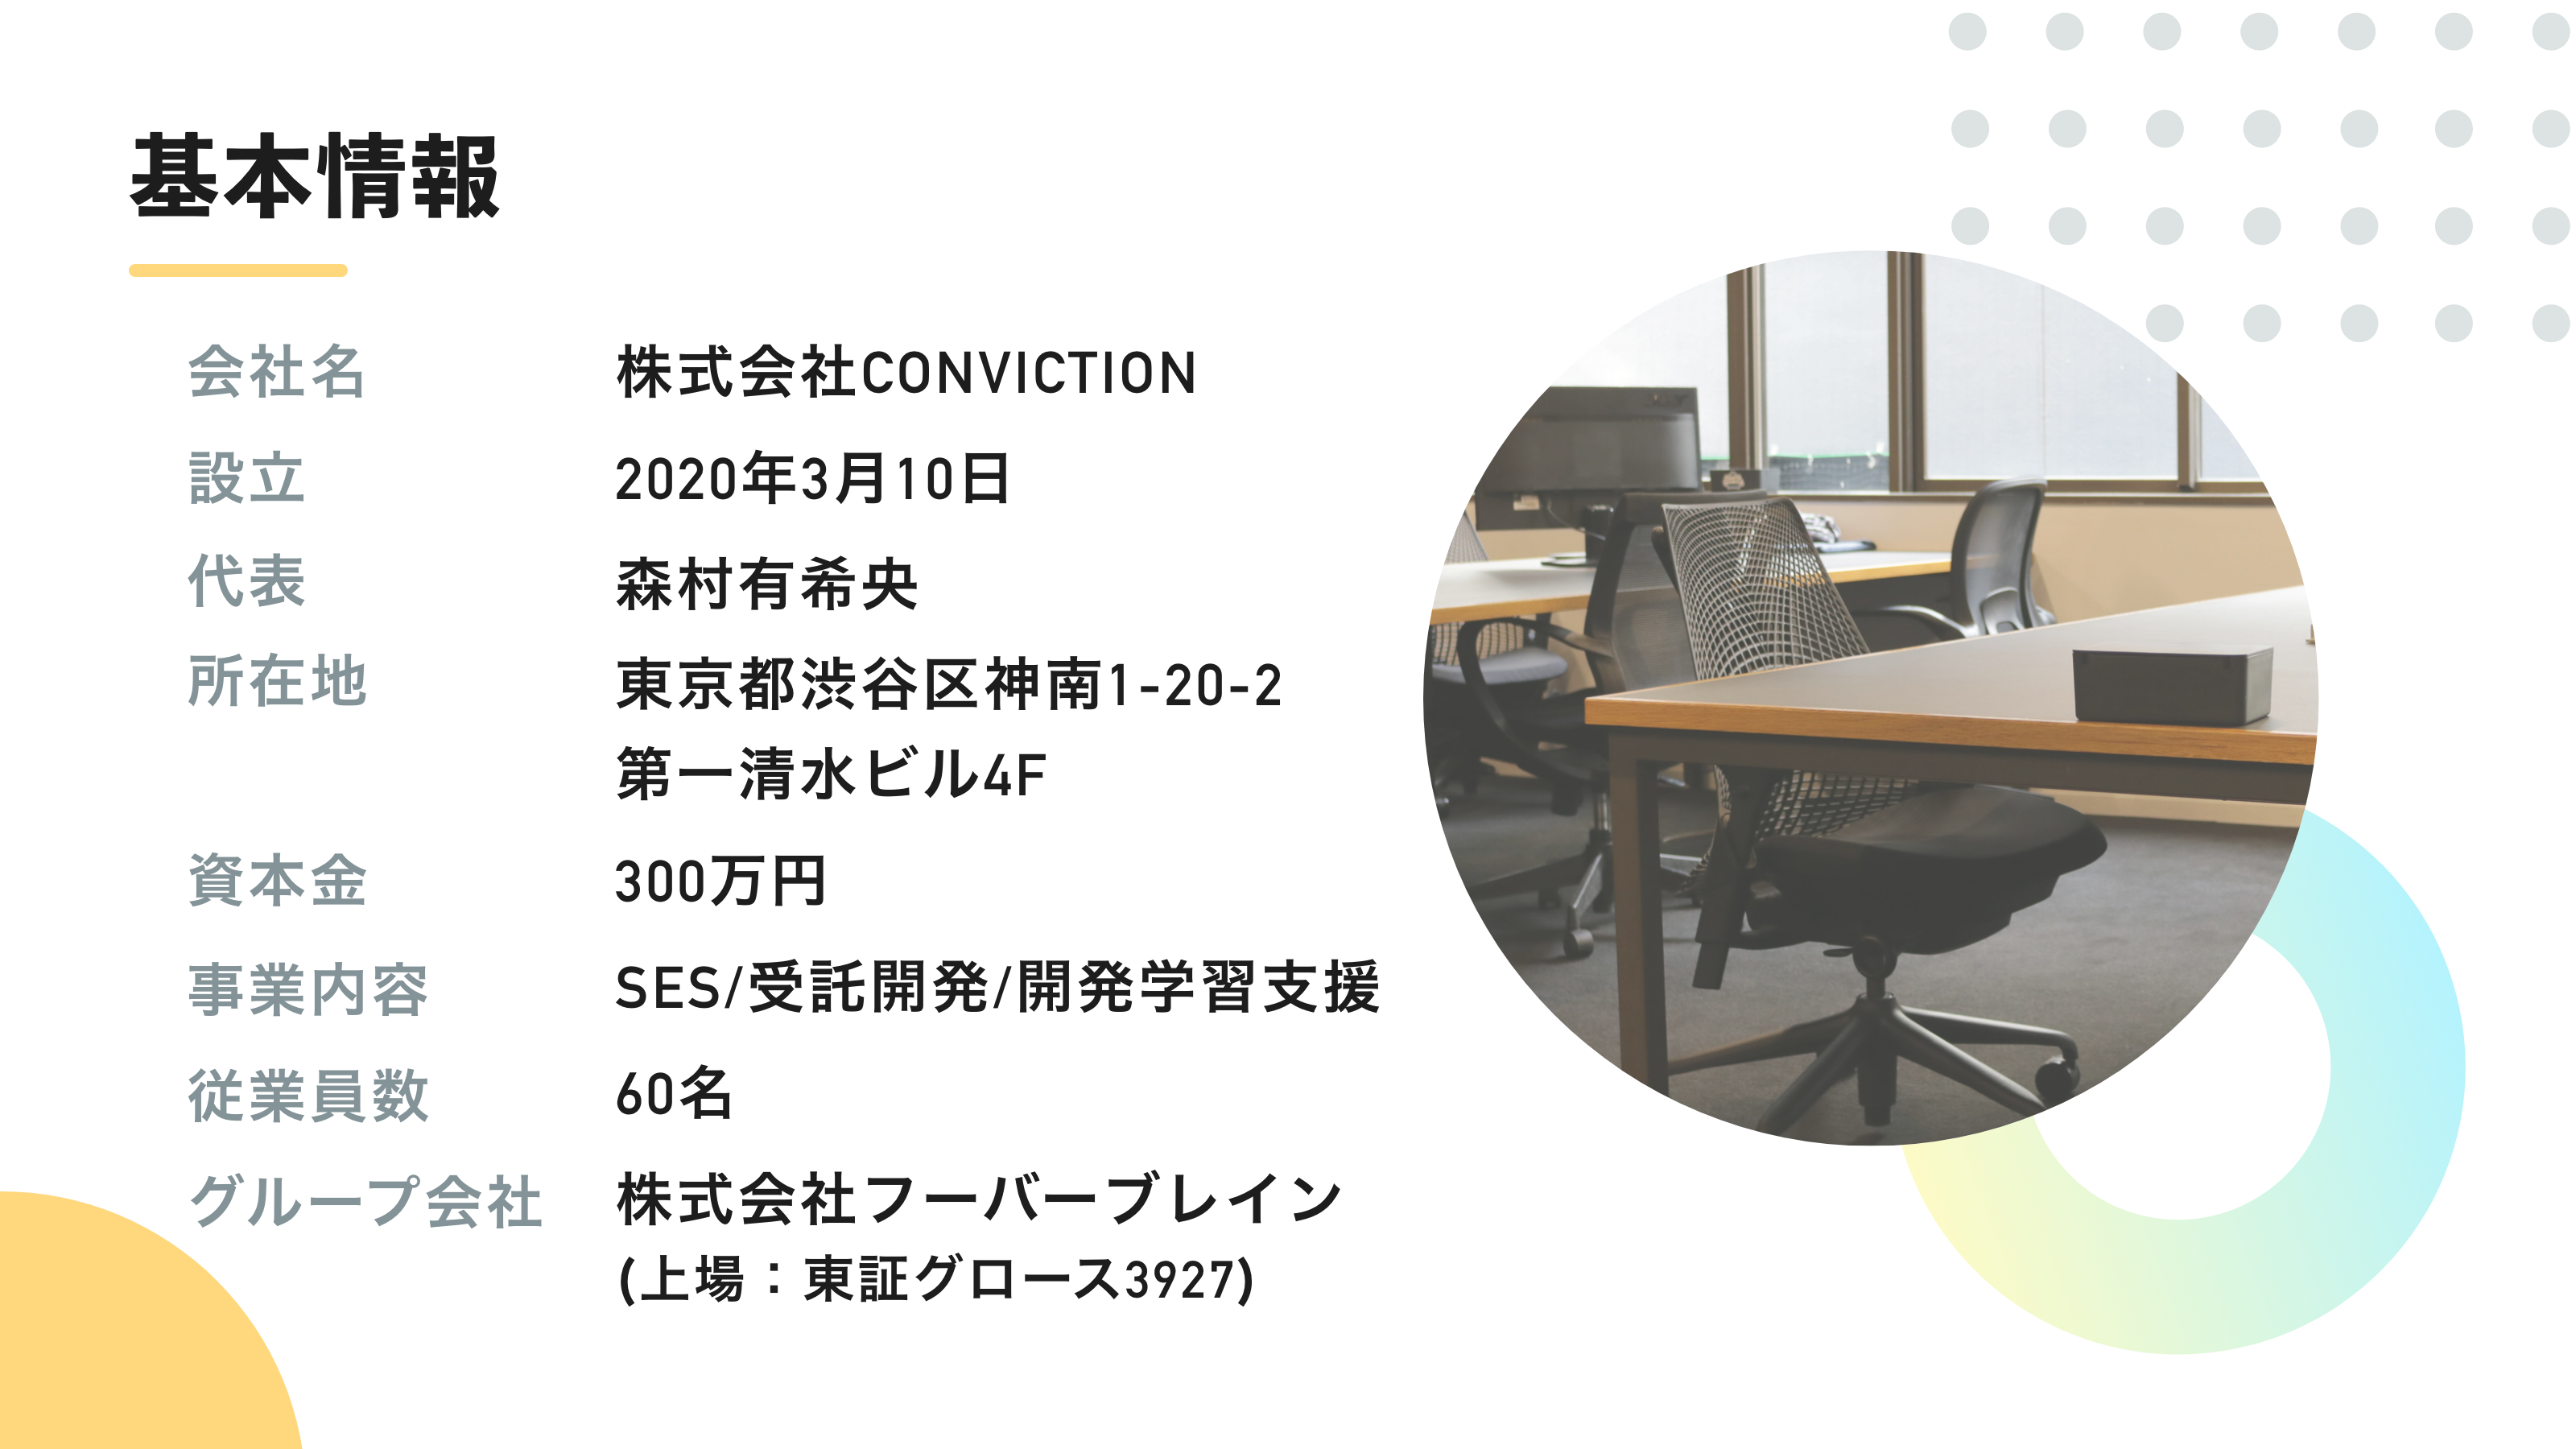 基本情報
会社名 株式会社CONVICTION
設立 2020年3月10日
代表 森村有希央
所在地 東京都渋谷区神南1-20-2
第一清水ビル4F
資本金 300万円
事業内容 SES/受託開発/開発学習支援
従業員数 60名
グループ会社 株式会社フーバーブレイン
(上場：東証グロース3927)